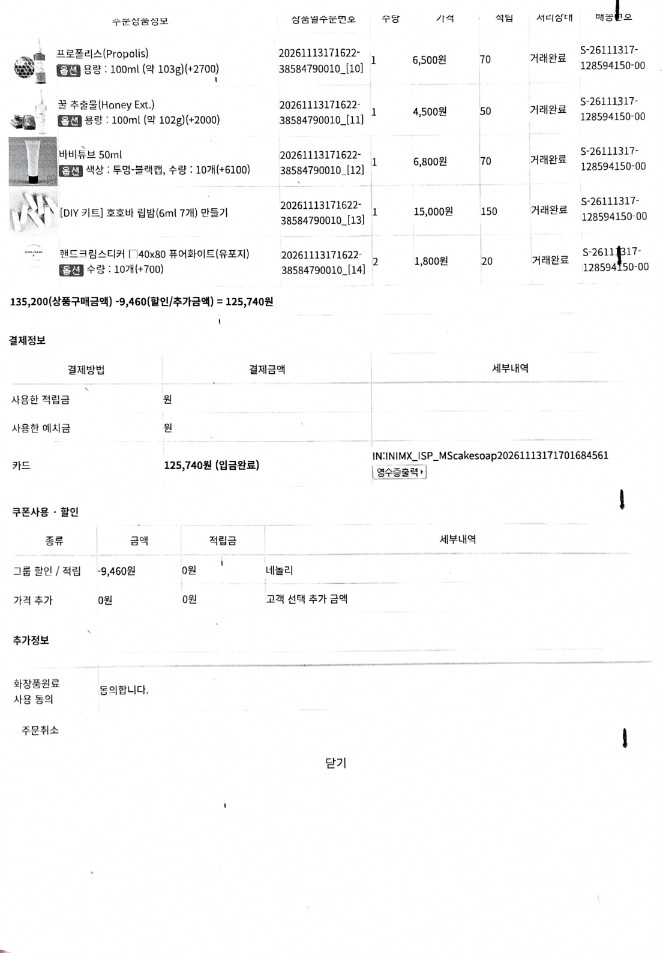 주문상품정보 상품별주문번호 수량 가격 적립 처리상태 배송번호
프로폴리스(Propolis)
옵션 용량 : 100ml (약 103g)(+2700)
20261113171622-
38584790010_[10]
1 6,500원 70 거래완료
S-26111317-
128594150-00
꿀 추출물(Honey Ext.)
옵션 용량 : 100ml (약 102g)(+2000)
20261113171622-
38584790010_[11]
1 4,500원 50 거래완료
S-26111317-
128594150-00
바비튜브 50ml
옵션 색상 : 투명-블랙캡, 수량 : 10개(+6100)
20261113171622-
38584790010_[12]
1 6,800원 70 거래완료
S-26111317-
128594150-00
[DIY 키트] 호호바 립밤(6ml 7개) 만들기
20261113171622-
38584790010_[13]
1 15,000원 150 거래완료
S-26111317-
128594150-00
핸드크림스티커 □40x80 퓨어화이트(유포지)
옵션 수량 : 10개(+700)
20261113171622-
38584790010_[14]
2 1,800원 20 거래완료
S-26111317-
128594150-00
135,200(상품구매금액) -9,460(할인/추가금액) = 125,740원
결제정보
결제방법 결제금액 세부내역
사용한 적립금 원
사용한 예치금 원
카드 125,740원 (입금완료)
IN:INIMX_ISP_MScakesoap20261113171701684561
영수증출력
쿠폰사용 · 할인
종류 금액 적립금 세부내역
그룹 할인 / 적립 -9,460원 0원 네놀리
가격 추가 0원 0원 고객 선택 추가 금액
추가정보
화장품원료
사용 동의
동의합니다.
주문취소
닫기